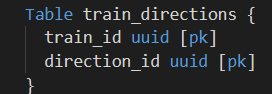 Table train_directions {
train_id uuid [pk]
direction_id uuid [pk]
}